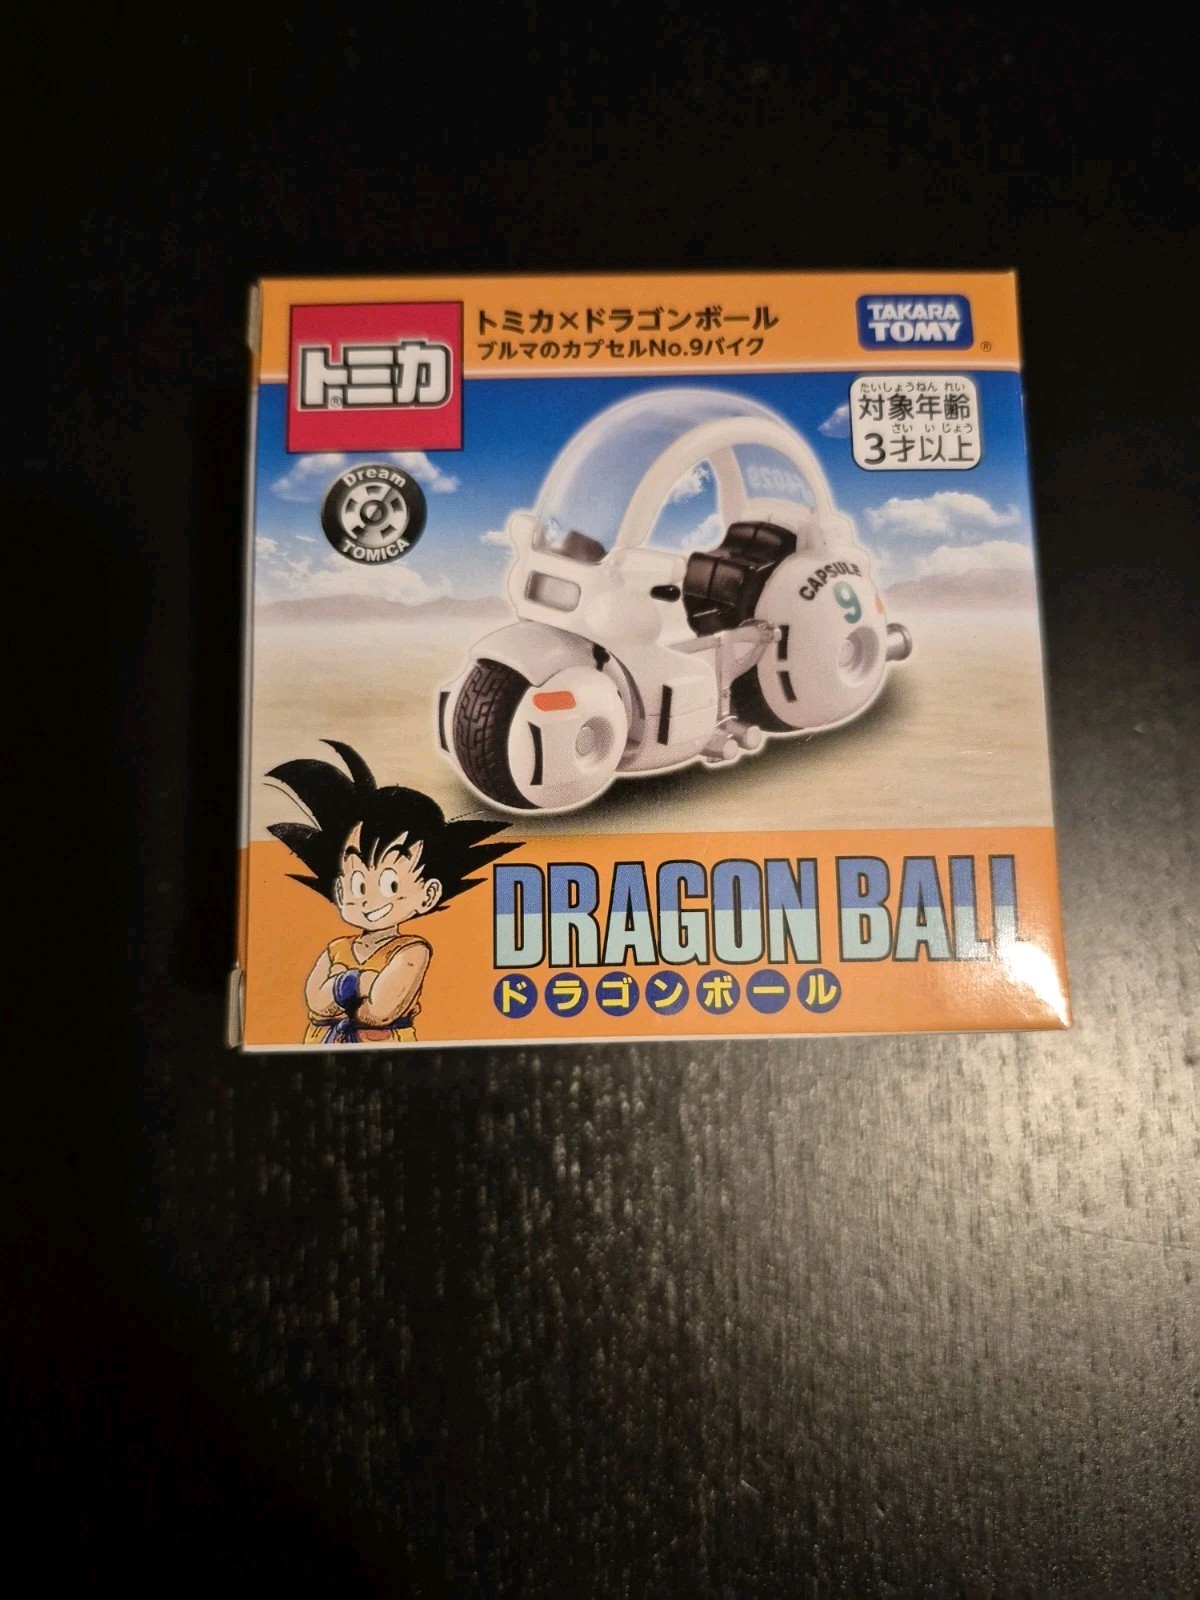 トミカ
トミカ×ドラゴンボール
ブルマのカプセルNo.9バイク
TAKARA
TOMY
たいしょうねんれい
対象年齢
さいいじょう
3才以上
Dream
TOMICA
CAPSULE
9
DRAGON BALL
ドラゴンボール